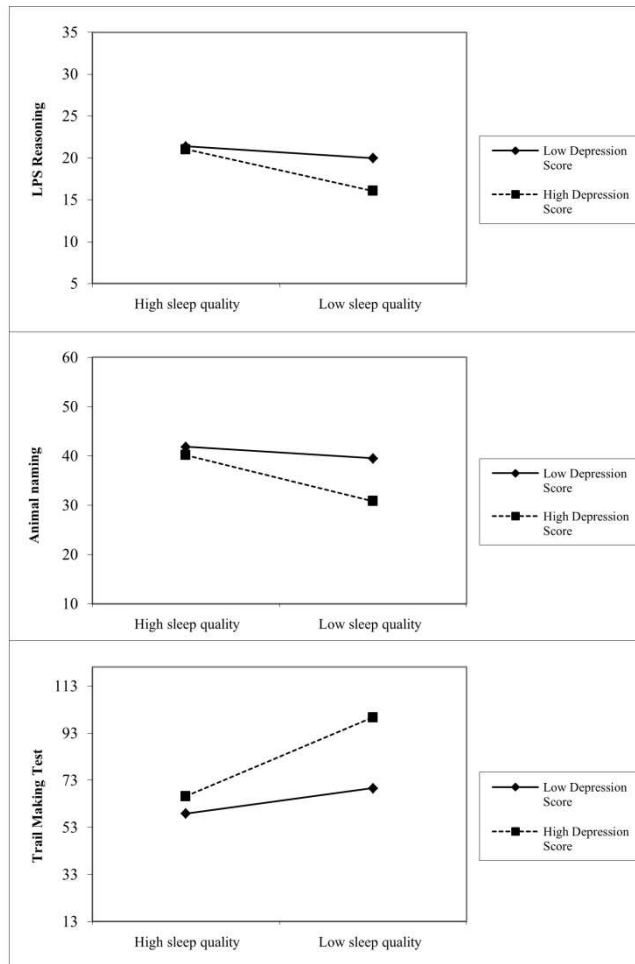 35
30
25
20
15
10
5
LPS Reasoning
High sleep quality
Low sleep quality
Low Depression
Score
High Depression
Score
60
50
40
30
20
10
Animal naming
High sleep quality
Low sleep quality
Low Depression
Score
High Depression
Score
113
93
73
53
33
13
Trail Making Test
High sleep quality
Low sleep quality
Low Depression
Score
High Depression
Score